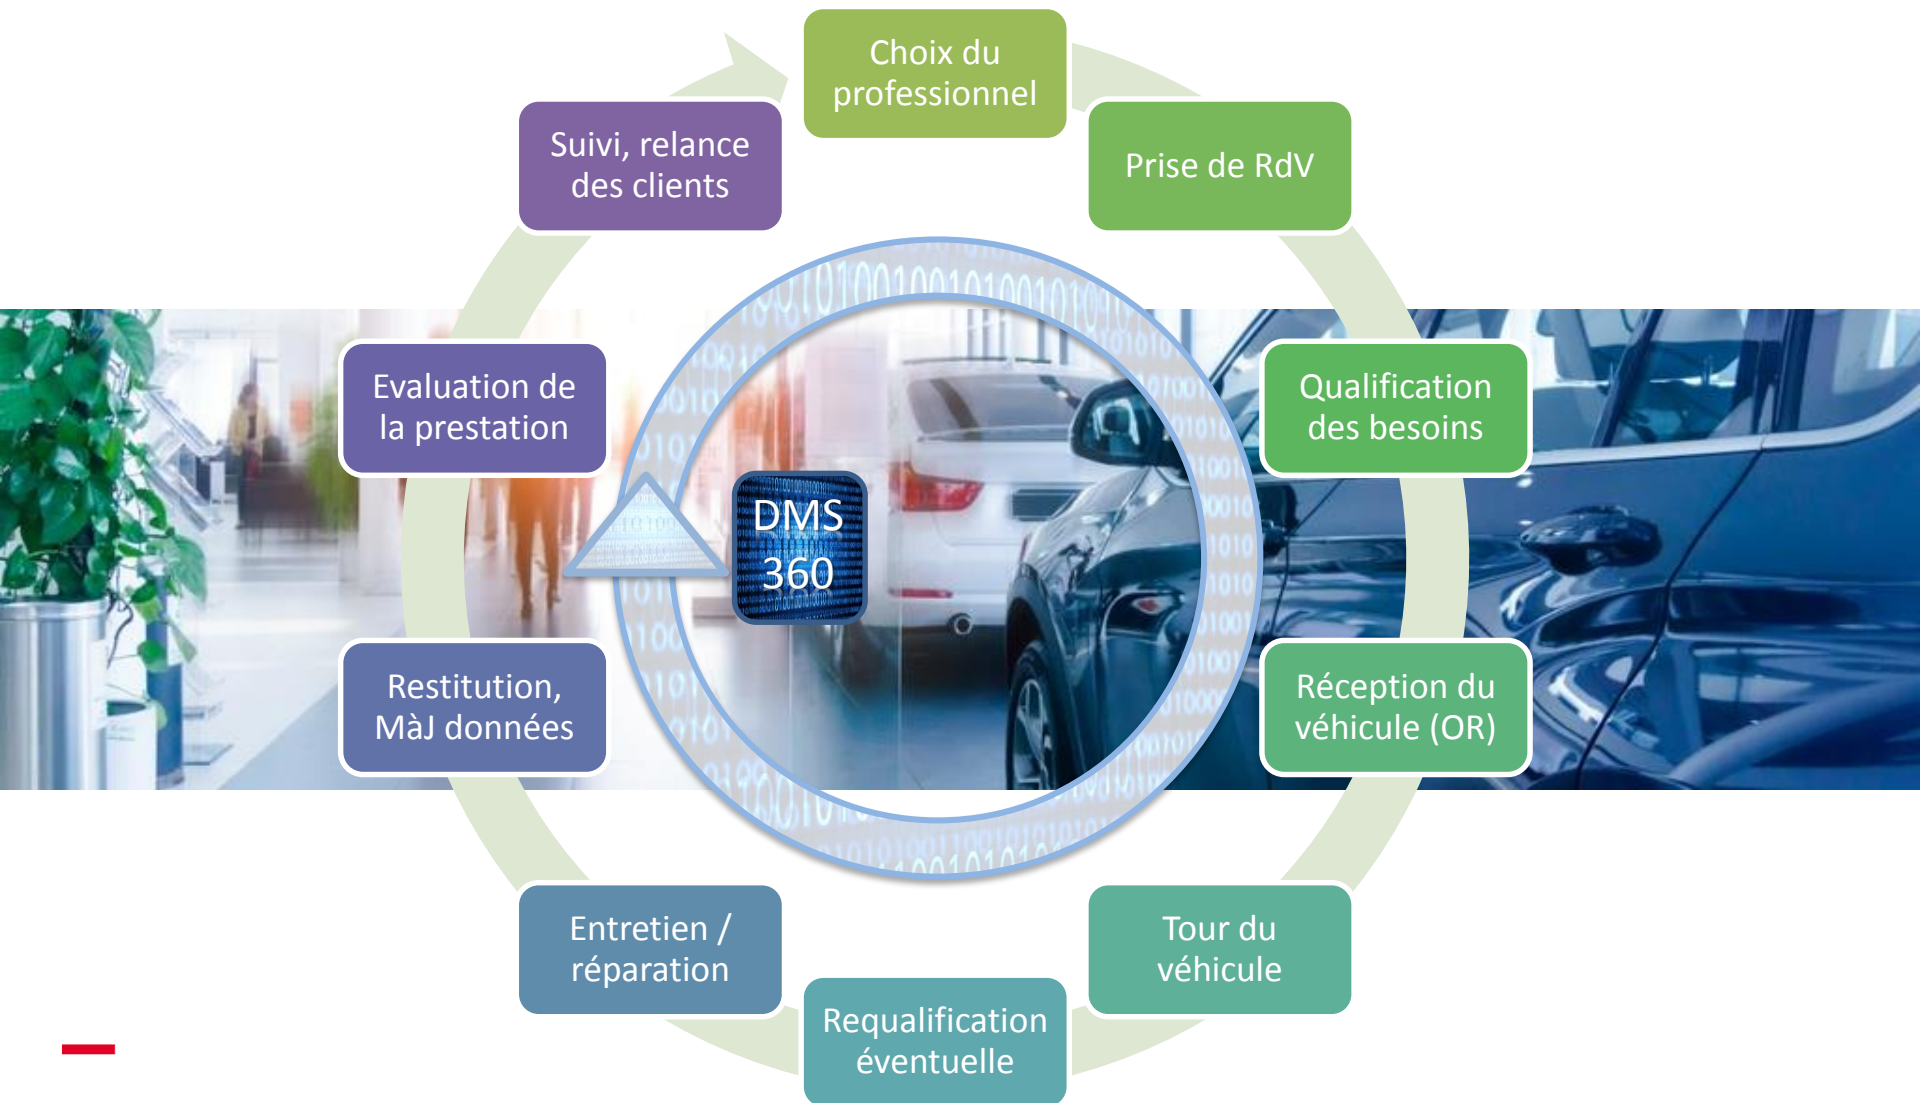 Choix du
professionnel
Prise de RdV
Qualification
des besoins
Réception du
véhicule (OR)
Tour du
véhicule
Requalification
éventuelle
Entretien /
réparation
Restitution,
MàJ données
Evaluation de
la prestation
Suivi, relance
des clients
DMS
360